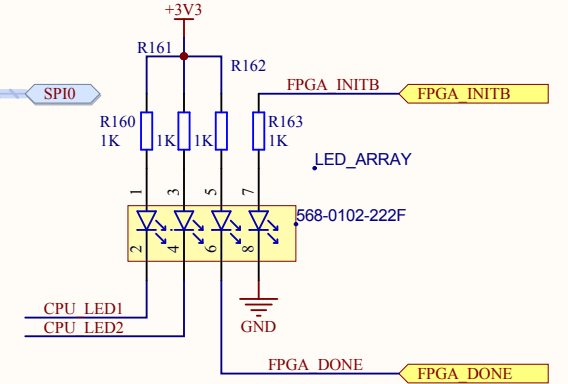 +3V3
R161
R162
SPI0
FPGA_INITB
FPGA_INITB
R160
1K
1K
1K
R163
1K
LED_ARRAY
1
3
5
7
568-0102-222F
2
4
6
8
CPU_LED1
CPU_LED2
GND
FPGA_DONE
FPGA_DONE